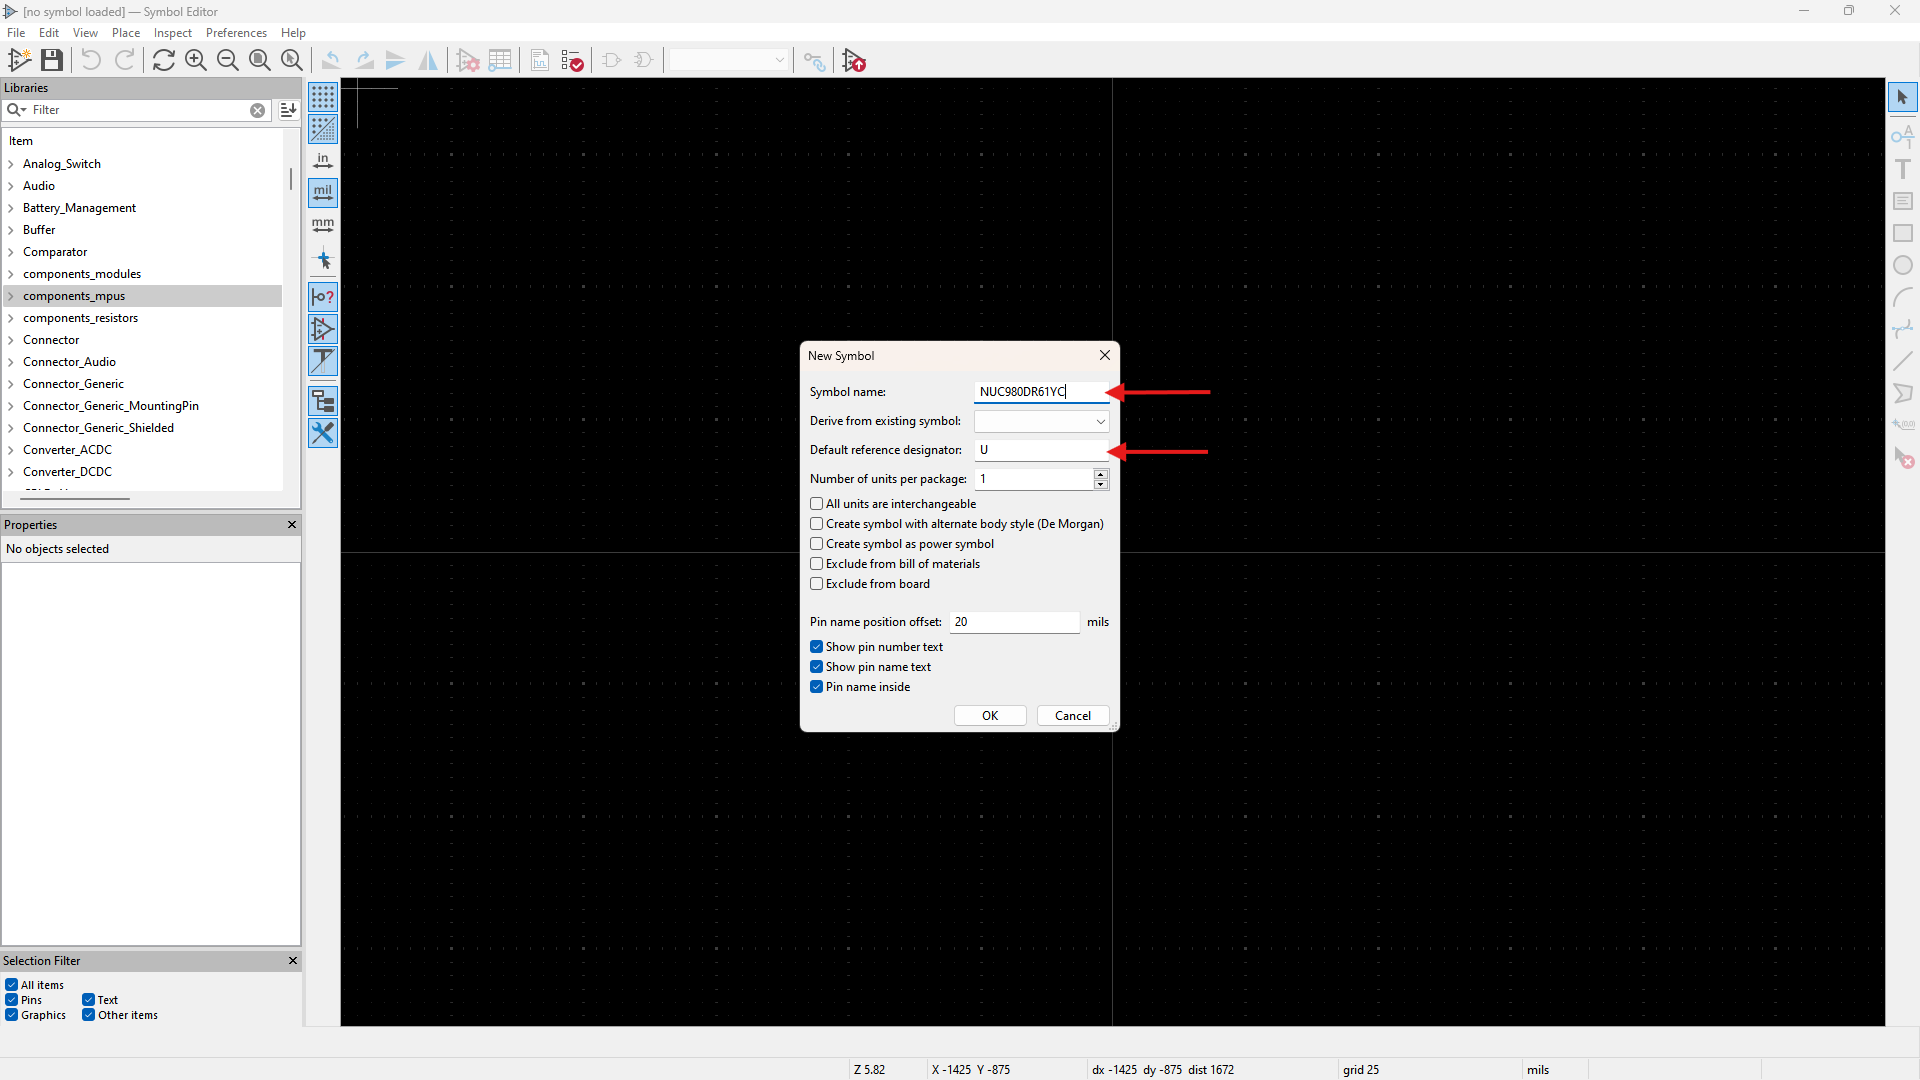 [no symbol loaded] — Symbol Editor
File Edit View Place Inspect Preferences Help
Libraries
Filter
Item
Analog_Switch
Audio
Battery_Management
Buffer
Comparator
components_modules
components_mpus
components_resistors
Connector
Connector_Audio
Connector_Generic
Connector_Generic_MountingPin
Connector_Generic_Shielded
Converter_ACDC
Converter_DCDC
in
mil
mm
New Symbol
Symbol name: NUC980DR61YC
Derive from existing symbol:
Default reference designator: U
Number of units per package: 1
All units are interchangeable
Create symbol with alternate body style (De Morgan)
Create symbol as power symbol
Exclude from bill of materials
Exclude from board
Pin name position offset: 20 mils
Show pin number text
Show pin name text
Pin name inside
OK Cancel
Properties
No objects selected
Selection Filter
All items
Pins Text
Graphics Other items
Z 5.82 X -1425 Y -875 dx -1425 dy -875 dist 1672 grid 25 mils